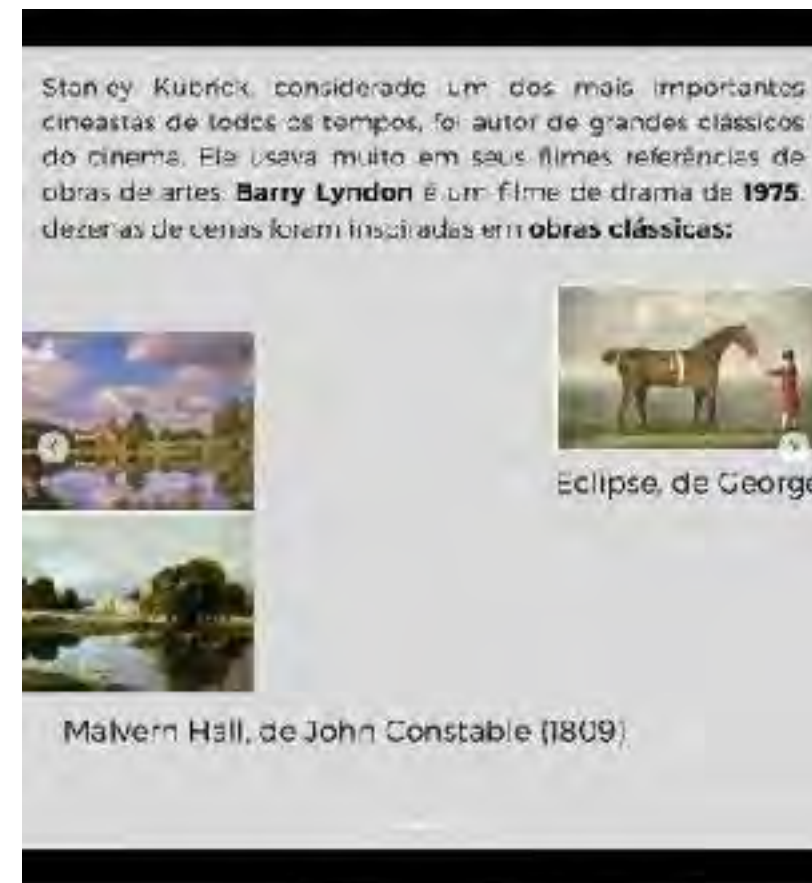 Stanley Kubrick, considerado um dos mais importantes
cineastas de todos os tempos, foi autor de grandes clássicos
do cinema. Ele usava muito em seus filmes referências de
obras de artes. Barry Lyndon é um filme de drama de 1975.
dezenas de cenas foram inspiradas em obras clássicas:
Eclipse, de George
Malvern Hall, de John Constable (1809)